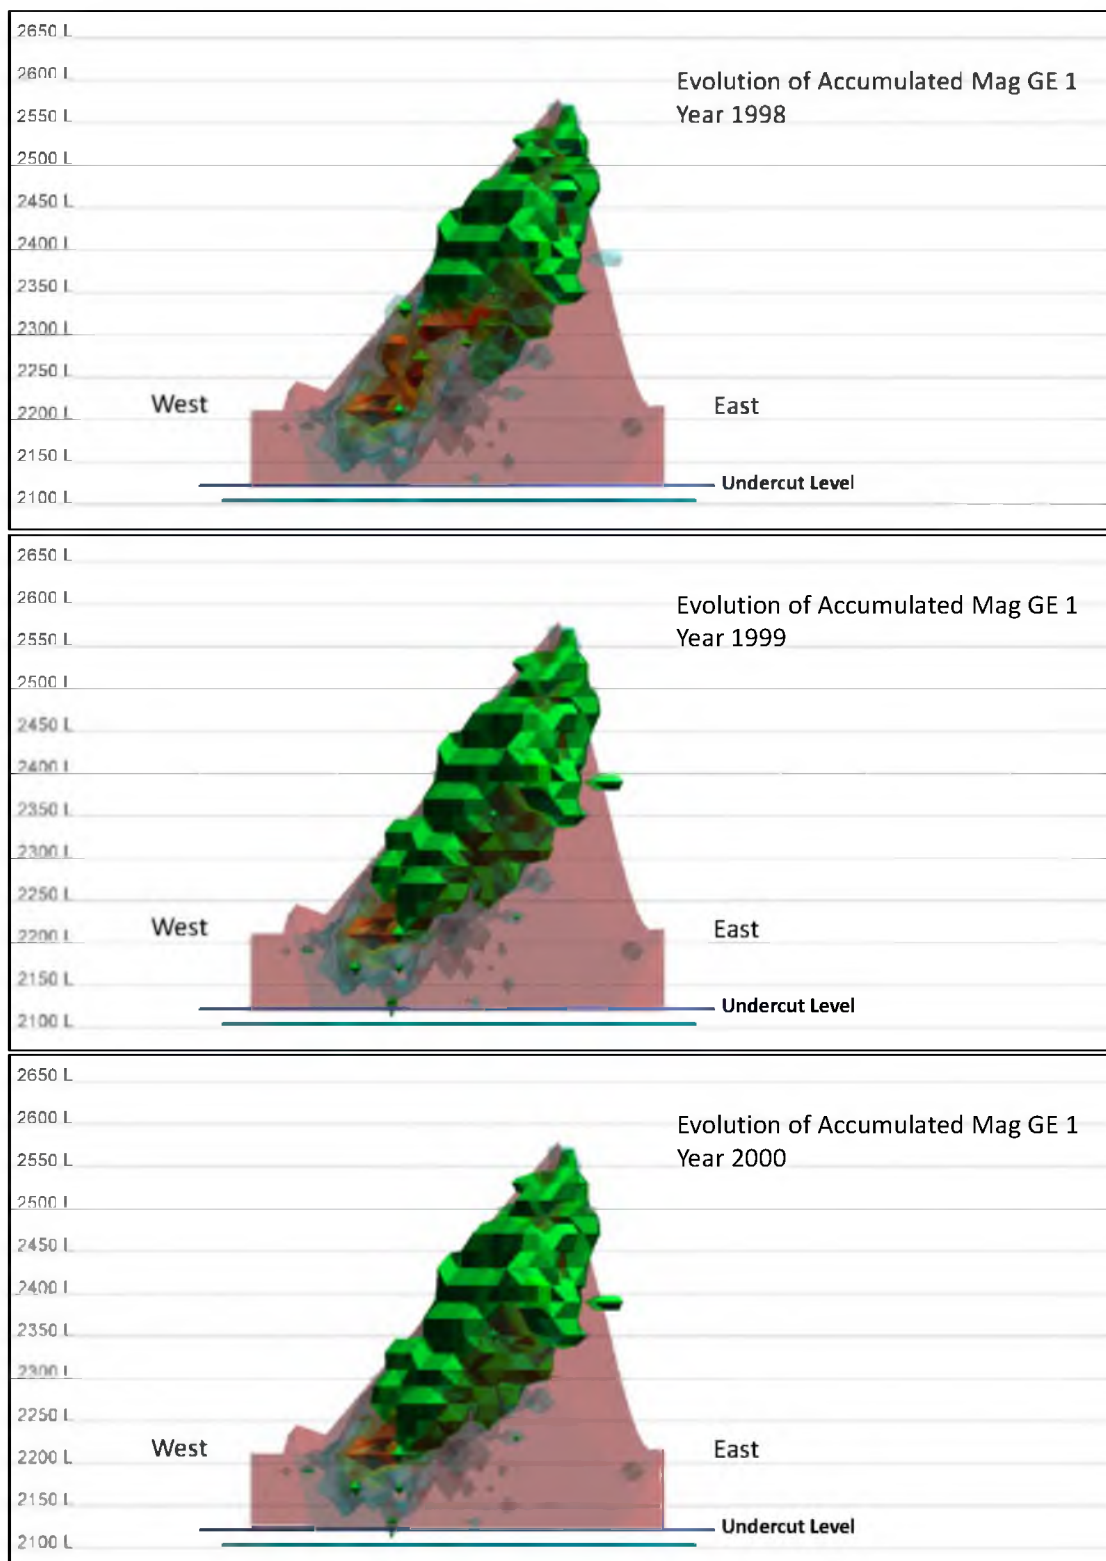 2650 L
2600 L
2550 L
2500 L
2450 L
2400 L
2350 L
2300 L
2250 L
2200 L
2150 L
2100 L
Evolution of Accumulated Mag GE 1
Year 1998
West
East
Undercut Level
2650 L
2600 L
2550 L
2500 L
2450 L
2400 L
2350 L
2300 L
2250 L
2200 L
2150 L
2100 L
Evolution of Accumulated Mag GE 1
Year 1999
West
East
Undercut Level
2650 L
2600 L
2550 L
2500 L
2450 L
2400 L
2350 L
2300 L
2250 L
2200 L
2150 L
2100 L
Evolution of Accumulated Mag GE 1
Year 2000
West
East
Undercut Level